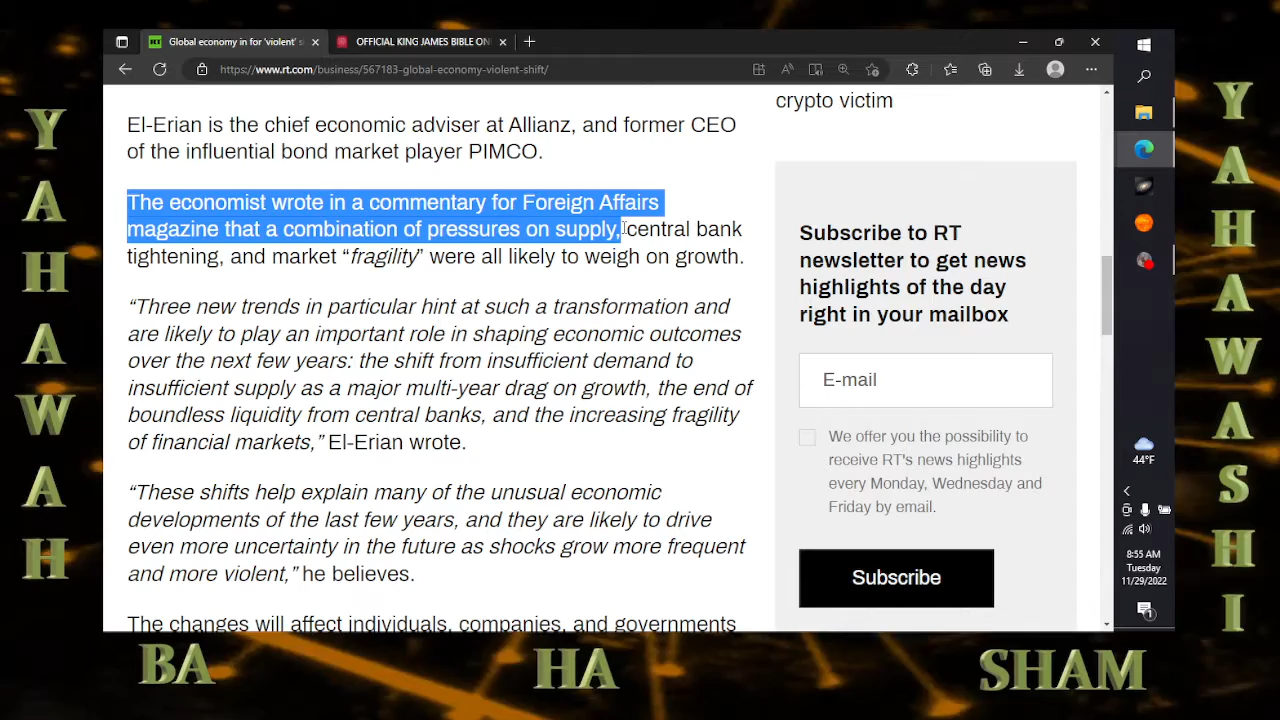 Global economy in for 'violent' s
OFFICIAL KING JAMES BIBLE ON
https://www.rt.com/business/567183-global-economy-violent-shift/
crypto victim
El-Erian is the chief economic adviser at Allianz, and former CEO
of the influential bond market player PIMCO.
The economist wrote in a commentary for Foreign Affairs
magazine that a combination of pressures on supply, central bank
tightening, and market “fragility” were all likely to weigh on growth.
“Three new trends in particular hint at such a transformation and
are likely to play an important role in shaping economic outcomes
over the next few years: the shift from insufficient demand to
insufficient supply as a major multi-year drag on growth, the end of
boundless liquidity from central banks, and the increasing fragility
of financial markets,” El-Erian wrote.
“These shifts help explain many of the unusual economic
developments of the last few years, and they are likely to drive
even more uncertainty in the future as shocks grow more frequent
and more violent,” he believes.
The changes will affect individuals, companies, and governments
Subscribe to RT
newsletter to get news
highlights of the day
right in your mailbox
E-mail
We offer you the possibility to
receive RT's news highlights
every Monday, Wednesday and
Friday by email.
Subscribe
44°F
8:55 AM
Tuesday
11/29/2022
1
YAHAWAH
YAHAWASHI
BA
HA
SHAM